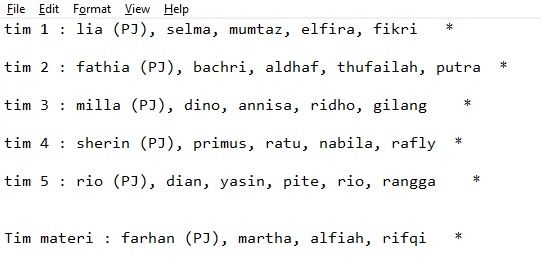 File Edit Format View Help
tim 1 : lia (PJ), selma, mumtaz, elfira, fikri *
tim 2 : fathia (PJ), bachri, aldhaf, thufailah, putra *
tim 3 : milla (PJ), dino, annisa, ridho, gilang *
tim 4 : sherin (PJ), primus, ratu, nabila, rafly *
tim 5 : rio (PJ), dian, yasin, pite, rio, rangga *
Tim materi : farhan (PJ), martha, alfiah, rifqi *